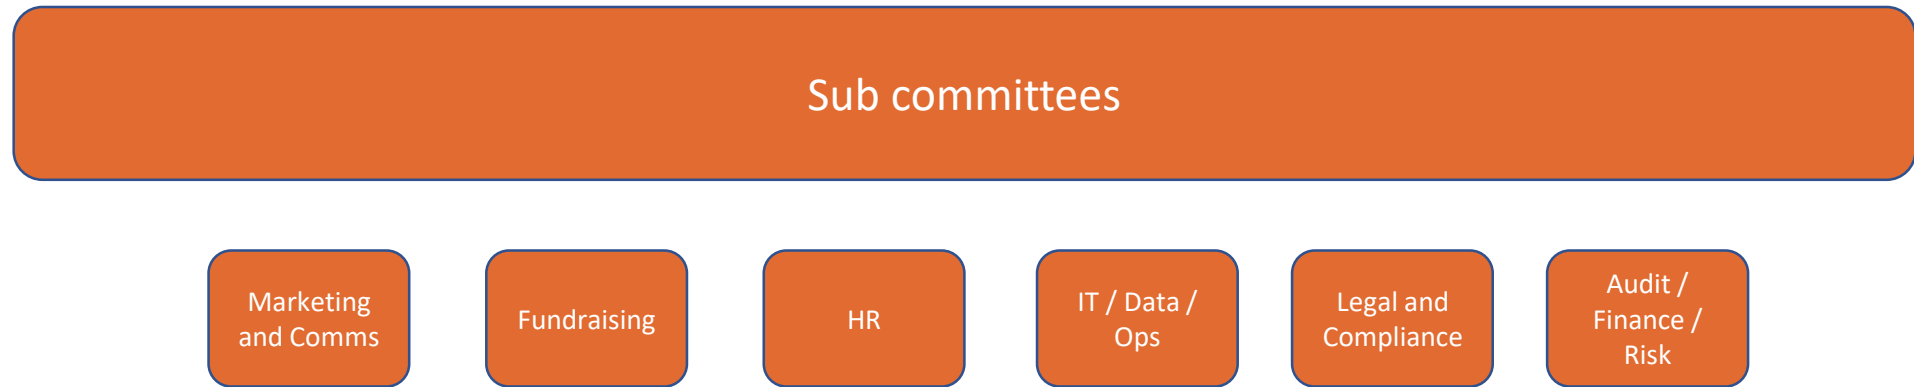 Sub committees
Marketing
and Comms
Fundraising
HR
IT / Data /
Ops
Legal and
Compliance
Audit /
Finance /
Risk